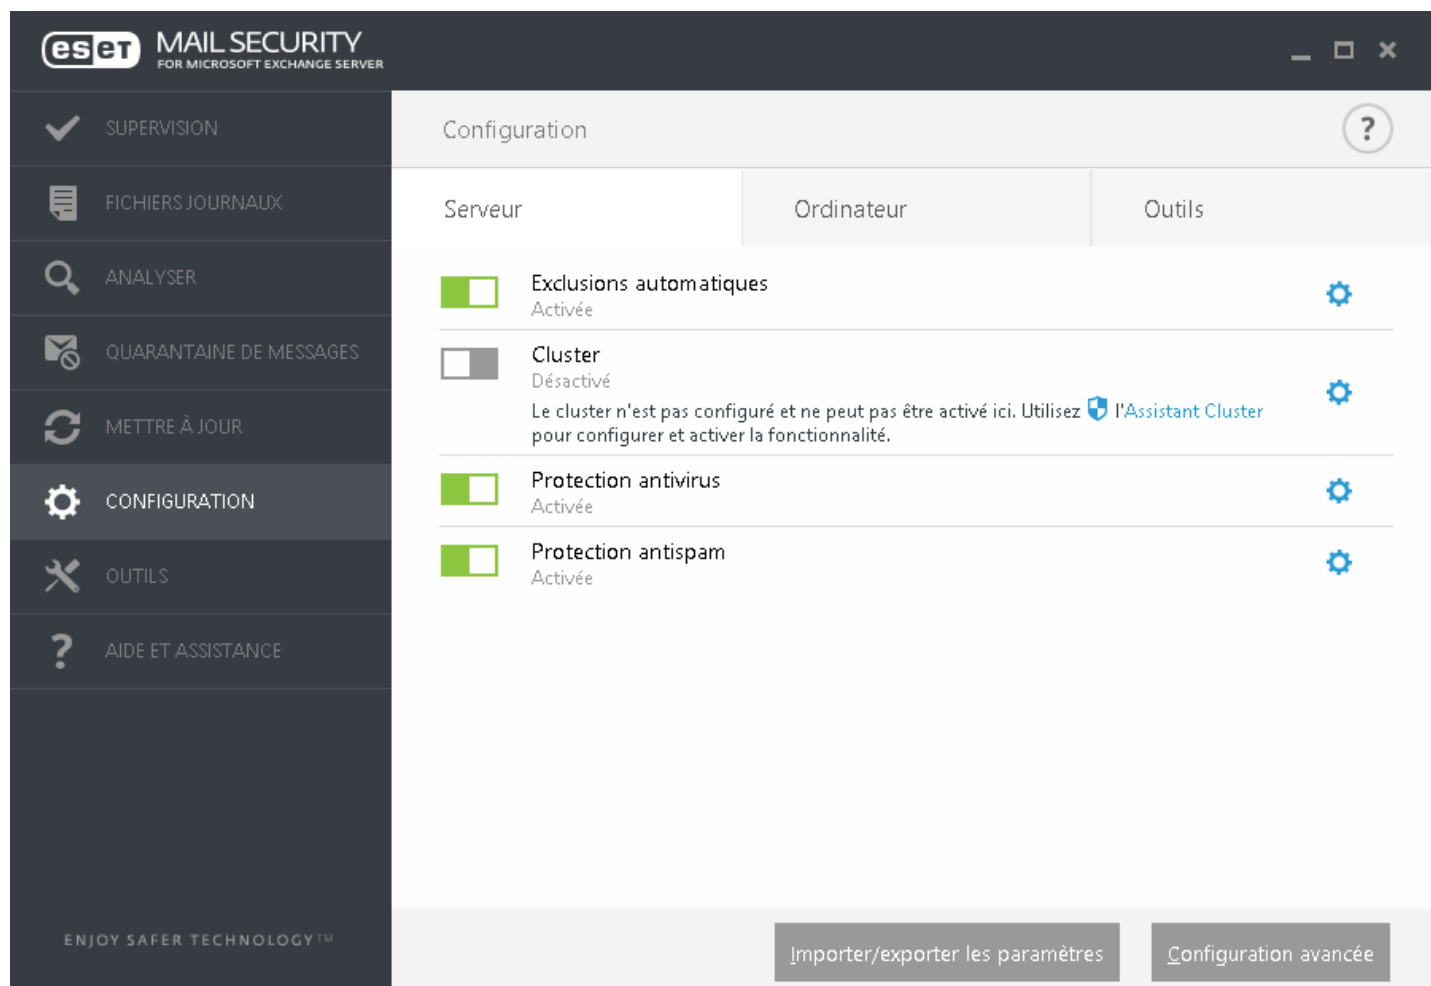 eset MAIL SECURITY
FOR MICROSOFT EXCHANGE SERVER
SUPERVISION
FICHIERS JOURNAUX
ANALYSER
QUARANTAINE DE MESSAGES
METTRE À JOUR
CONFIGURATION
OUTILS
AIDE ET ASSISTANCE
ENJOY SAFER TECHNOLOGY™
Configuration
?
Serveur
Ordinateur
Outils
Exclusions automatiques
Activée
Cluster
Désactivé
Le cluster n'est pas configuré et ne peut pas être activé ici. Utilisez l'Assistant Cluster
pour configurer et activer la fonctionnalité.
Protection antivirus
Activée
Protection antispam
Activée
Importer/exporter les paramètres
Configuration avancée